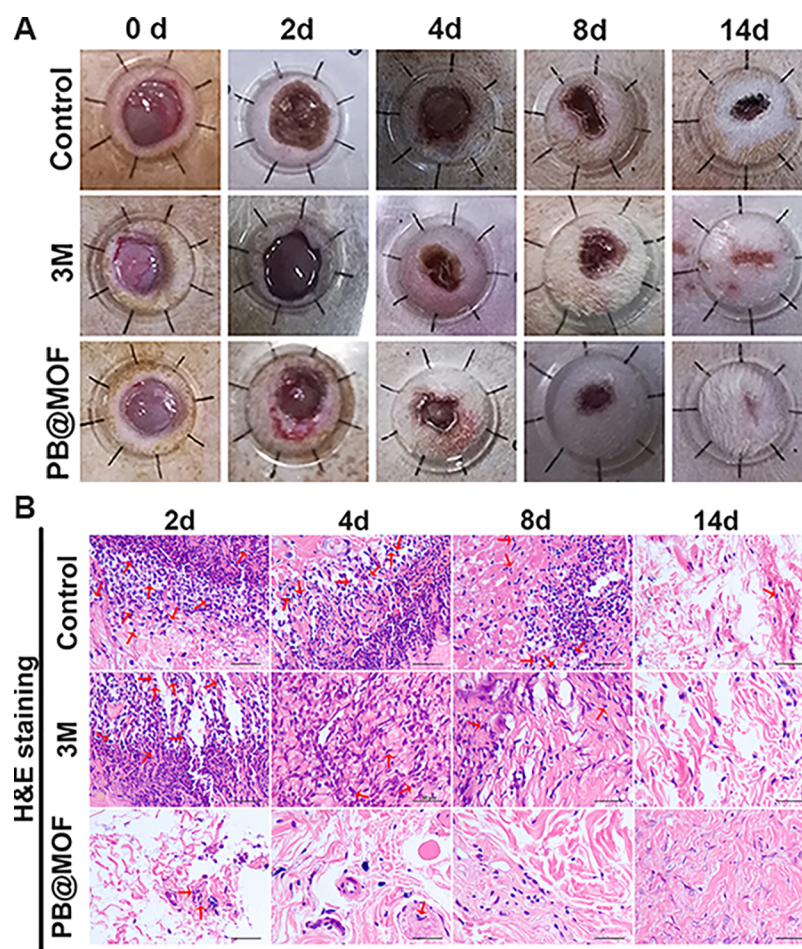 A
0 d 2d 4d 8d 14d
Control
3M
PB@MOF
B
2d 4d 8d 14d
H&E staining
Control
3M
PB@MOF